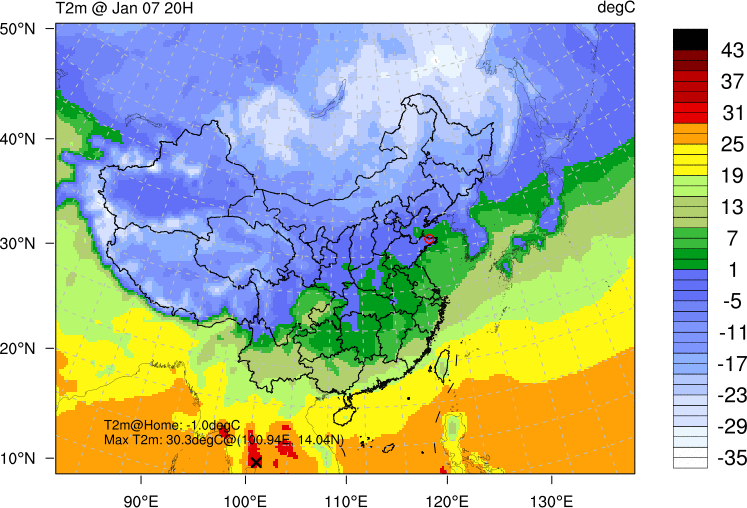 T2m @ Jan 07 20H
degC
50°N
40°N
30°N
20°N
10°N
90°E
100°E
110°E
120°E
130°E
T2m@Home: -1.0degC
Max T2m: 30.3degC@(100.94E, 14.04N)
43
37
31
25
19
13
7
1
-5
-11
-17
-23
-29
-35